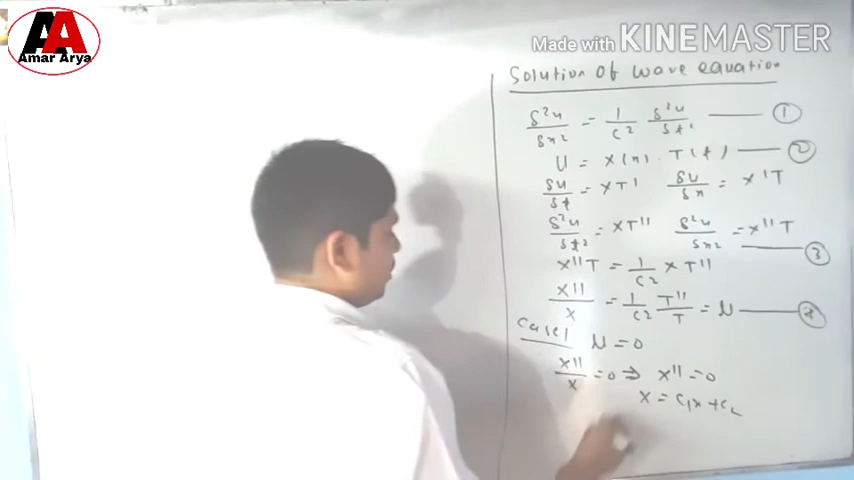 AA
Amar Arya
Made with KINEMASTER
Solution of wave equation
δ²u/δx² = 1/c² δ²u/δt² — ①
U = X(x) · T(t) — ②
δu/δt = XT' δu/δx = X'T
δ²u/δt² = XT'' δ²u/δx² = X''T — ③
X''T = 1/c² XT''
X''/X = 1/c² T''/T = μ — ④
Case 1 μ = 0
X''/X = 0 ⇒ X'' = 0
X = c₁x + c₂